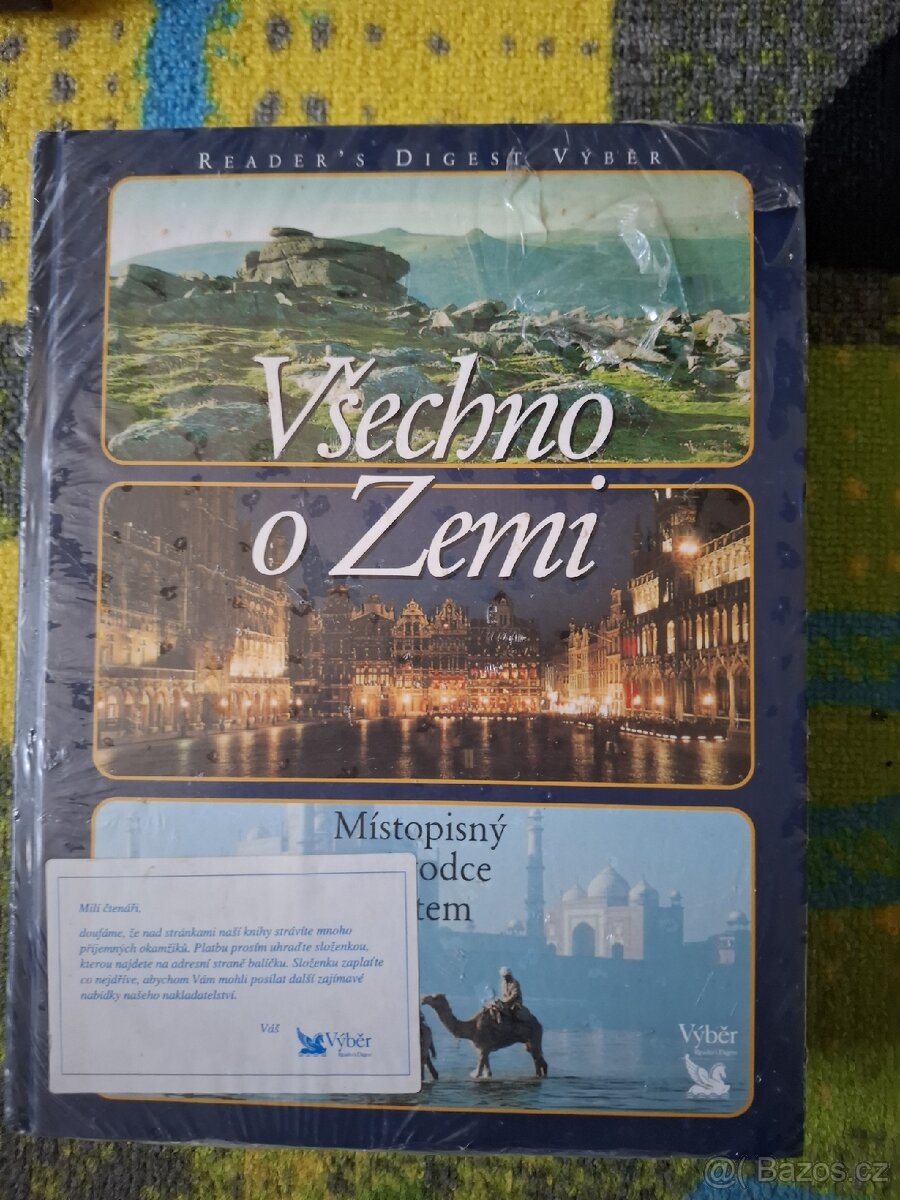 READER'S DIGEST VÝBĚR
Všechno
o Zemi
Místopisný
odce
tem
Milí čtenáři,
doufáme, že nad stránkami naší knihy strávíte mnoho
příjemných okamžiků. Platbu prosím uhraďte složenkou,
kterou najdete na adresní straně balíčku. Složenku zaplaťte
co nejdříve, abychom Vám mohli posílat další zajímavé
nabídky našeho nakladatelství.
Váš
Výběr
Reader's Digest
Výběr
Reader's Digest
@( Bazos.cz